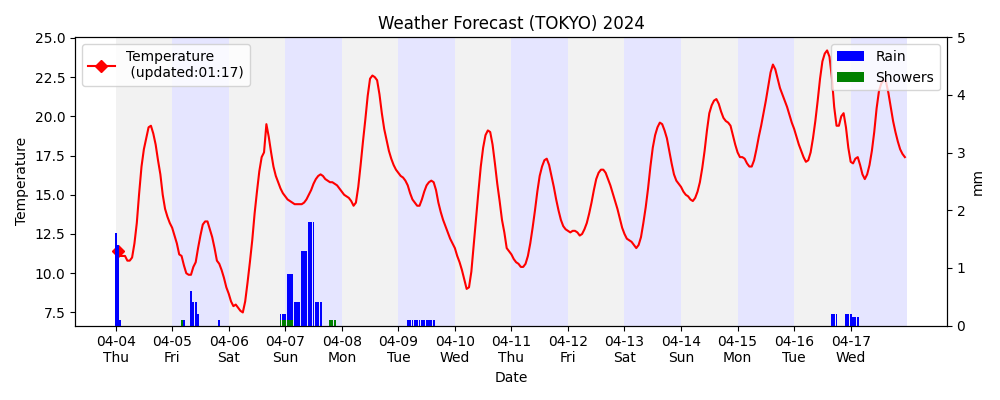 Weather Forecast (TOKYO) 2024
Temperature
(updated:01:17)
Rain
Showers
25.0
22.5
20.0
17.5
15.0
12.5
10.0
7.5
Temperature
5
4
3
2
1
0
mm
04-04 04-05 04-06 04-07 04-08 04-09 04-10 04-11 04-12 04-13 04-14 04-15 04-16 04-17
Thu Fri Sat Sun Mon Tue Wed Thu Fri Sat Sun Mon Tue Wed
Date